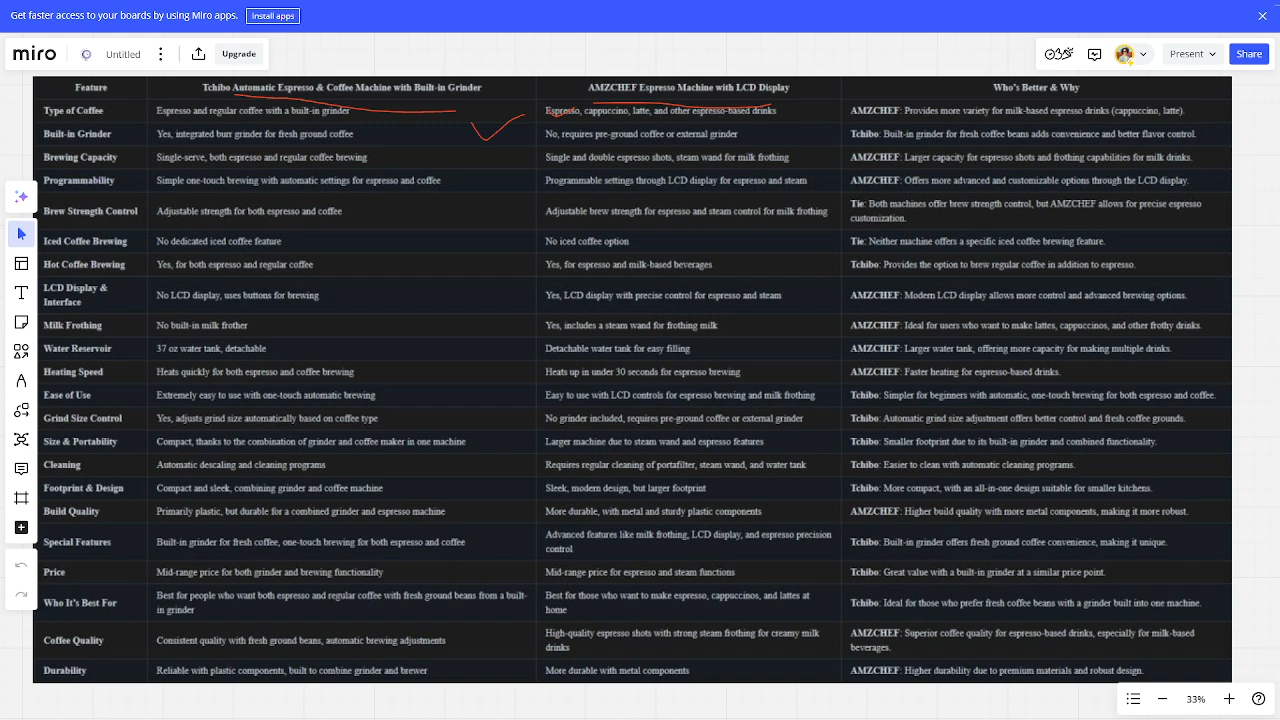 Get faster access to your boards by using our app. Install apps
miro Untitled Upgrade Present Share
Feature Tchibo Automatic Espresso & Coffee Machine with Built-in Grinder AMZCHEF Espresso Machine with LCD Display Who's Better & Why
Type of Coffee Espresso and regular coffee with a built-in grinder Espresso, cappuccino, latte, and other espresso-based drinks AMZCHEF: Provides more variety for milk-based espresso drinks (cappuccino, latte).
Built-in Grinder Yes, integrated burr grinder for fresh ground coffee No, requires pre-ground coffee or external grinder Tchibo: Built-in grinder for fresh coffee beans adds convenience and better flavor control.
Brewing Capacity Single-serve, both espresso and regular coffee brewing Single and double espresso shots, steam wand for milk frothing AMZCHEF: Larger capacity for espresso shots and frothing capabilities for milk drinks.
Programmability Simple one-touch brewing with automatic settings for espresso and coffee Programmable settings through LCD display for espresso and steam AMZCHEF: Offers more advanced and customizable options through the LCD display.
Brew Strength Control Adjustable strength for both espresso and coffee Adjustable brew strength for espresso and steam control for milk frothing Tie: Both machines offer brew strength control, but AMZCHEF allows for precise espresso
customization.
Iced Coffee Brewing No dedicated iced coffee feature No iced coffee option Tie: Neither machine offers a specific iced coffee brewing feature.
Hot Coffee Brewing Yes, for both espresso and regular coffee Yes, for espresso and milk-based beverages Tchibo: Provides the option to brew regular coffee in addition to espresso.
LCD Display &
Interface No LCD display, uses buttons for brewing Yes, LCD display with precise control for espresso and steam AMZCHEF: Modern LCD display allows more control and advanced brewing options.
Milk Frothing No built-in milk frother Yes, includes a steam wand for frothing milk AMZCHEF: Ideal for users who want to make lattes, cappuccinos, and other frothy drinks.
Water Reservoir 37 oz water tank, detachable Detachable water tank for easy filling AMZCHEF: Larger water tank, offering more capacity for making multiple drinks.
Heating Speed Heats quickly for both espresso and coffee brewing Heats up in under 30 seconds for espresso brewing AMZCHEF: Faster heating for espresso-based drinks.
Ease of Use Extremely easy to use with one-touch automatic brewing Easy to use with LCD controls for espresso brewing and milk frothing Tchibo: Simpler for beginners with automatic, one-touch brewing for both espresso and coffee.
Grind Size Control Yes, adjusts grind size automatically based on coffee type No grinder included, requires pre-ground coffee or external grinder Tchibo: Automatic grind size adjustment offers better control and fresh coffee grounds.
Size & Portability Compact, thanks to the combination of grinder and coffee maker in one machine Larger machine due to steam wand and espresso features Tchibo: Smaller footprint due to its built-in grinder and combined functionality.
Cleaning Automatic descaling and cleaning programs Requires regular cleaning of portafilter, steam wand, and water tank Tchibo: Easier to clean with automatic cleaning programs.
Footprint & Design Compact and sleek, combining grinder and coffee machine Sleek, modern design, but larger footprint Tchibo: More compact, with an all-in-one design suitable for smaller kitchens.
Build Quality Primarily plastic, but durable for a combined grinder and espresso machine More durable, with metal and sturdy plastic components AMZCHEF: Higher build quality with more metal components, making it more robust.
Special Features Built-in grinder for fresh coffee, one-touch brewing for both espresso and coffee Advanced features like milk frothing, LCD display, and espresso precision
control Tchibo: Built-in grinder offers fresh ground coffee convenience, making it unique.
Price Mid-range price for both grinder and brewing functionality Mid-range price for espresso and steam functions Tchibo: Great value with a built-in grinder at a similar price point.
Who It's Best For Best for people who want both espresso and regular coffee with fresh ground beans from a built-
in grinder Best for those who want to make espresso, cappuccinos, and lattes at
home Tchibo: Ideal for those who prefer fresh coffee beans with a grinder built into one machine.
Coffee Quality Consistent quality with fresh ground beans, automatic brewing adjustments High-quality espresso shots with strong steam frothing for creamy milk
drinks AMZCHEF: Superior coffee quality for espresso-based drinks, especially for milk-based
beverages.
Durability Reliable with plastic components, built to combine grinder and brewer More durable with metal components AMZCHEF: Higher durability due to premium materials and robust design.
33%